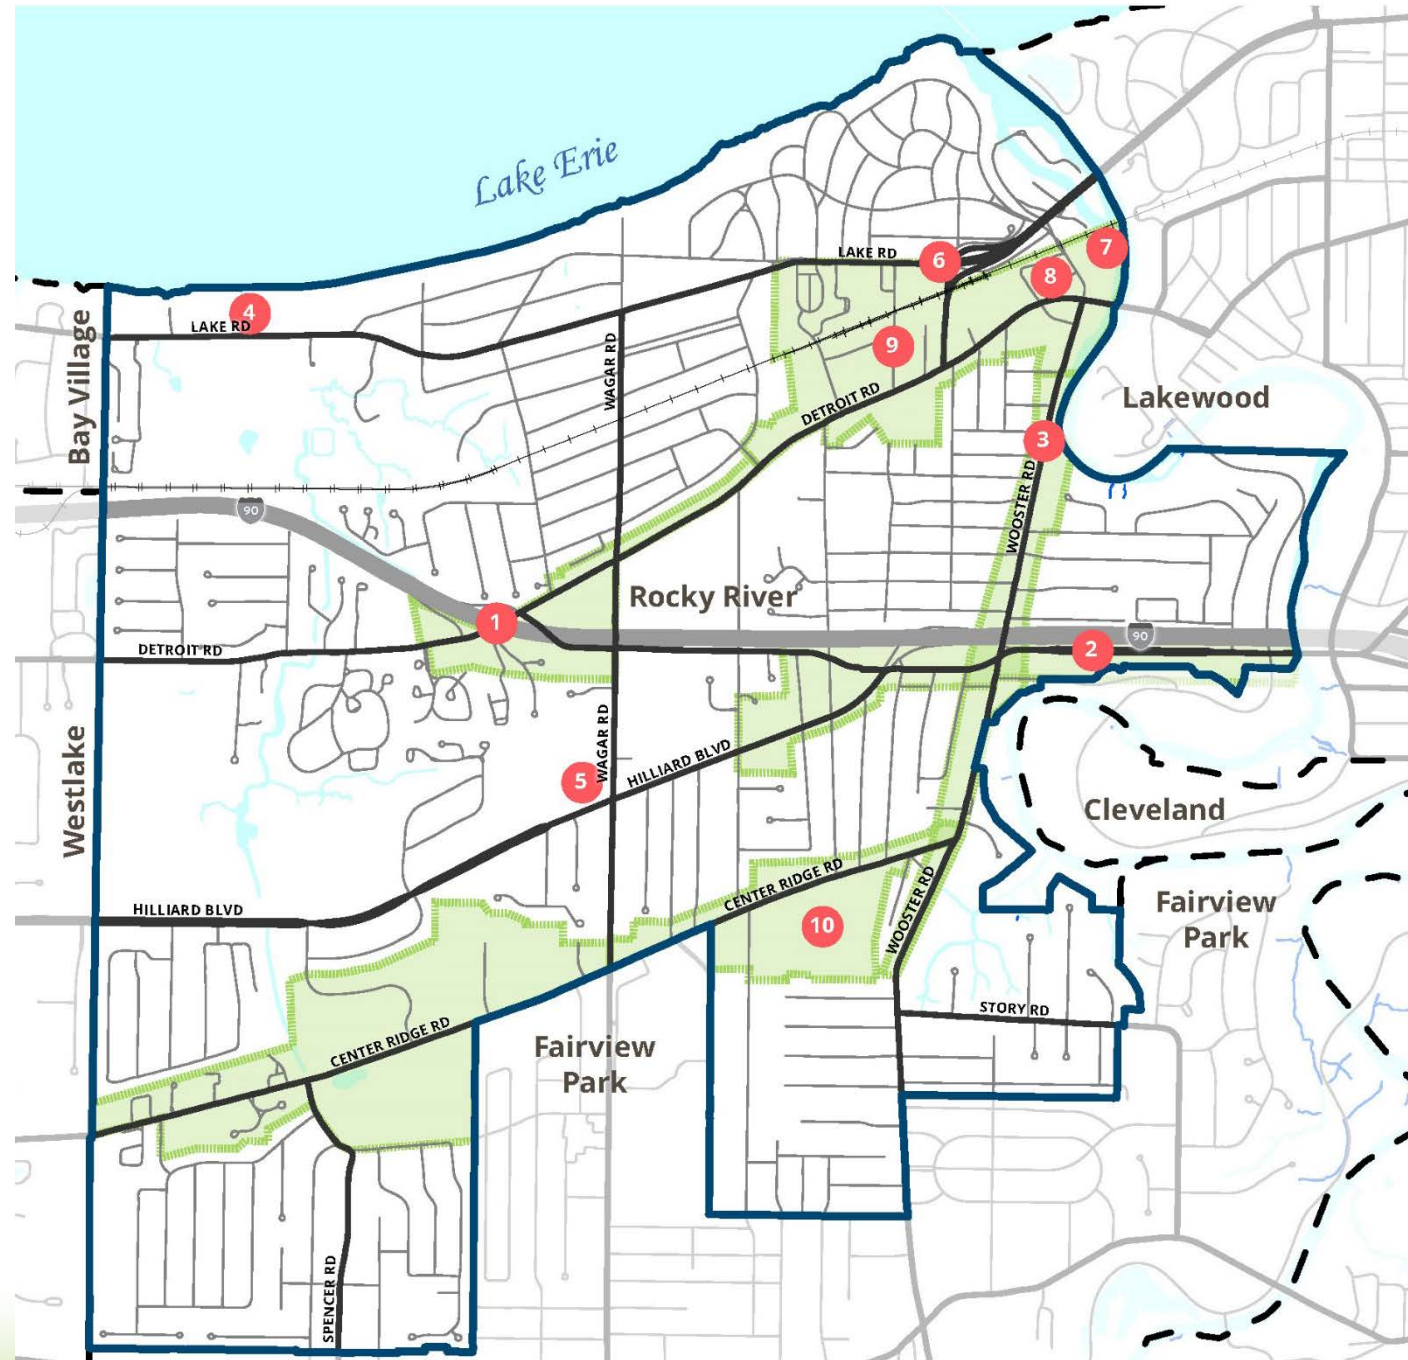 Lake Erie
7
LAKE RD
6
8
4
LAKE RD
Bay Village
WAGAR RD
9
DETROIT RD
Lakewood
3
WOOSTER RD
90
Rocky River
1
90
2
DETROIT RD
Westlake
WAGAR RD
HILLIARD BLVD
5
Cleveland
CENTER RIDGE RD
WOOSTER RD
HILLIARD BLVD
10
Fairview
Park
STORY RD
CENTER RIDGE RD
Fairview
Park
SPENCER RD